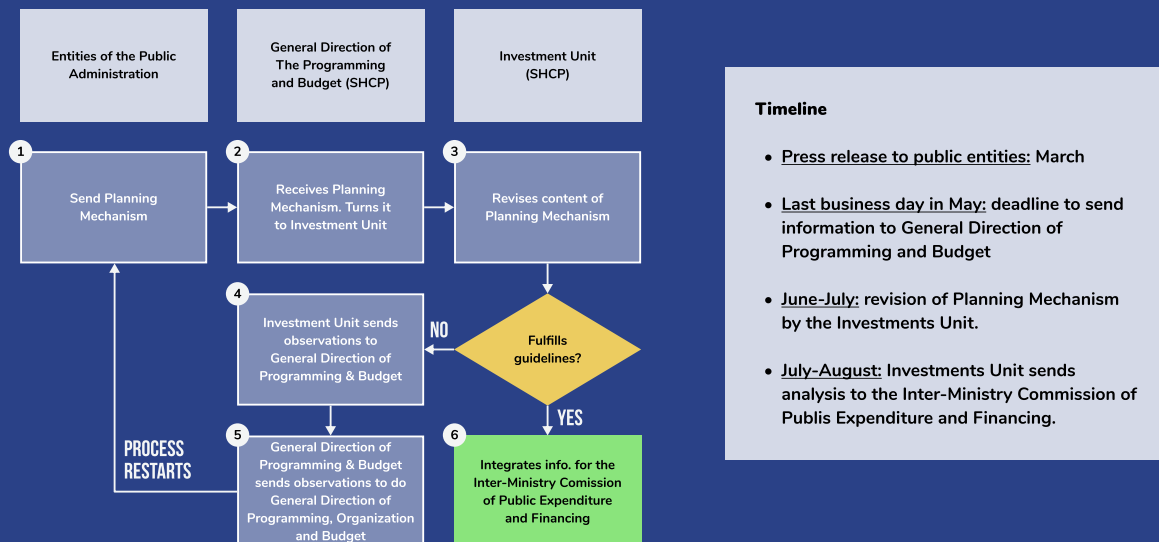 Entities of the Public
Administration
General Direction of
The Programming
and Budget (SHCP)
Investment Unit
(SHCP)
1
Send Planning
Mechanism
2
Receives Planning
Mechanism. Turns it
to Investment Unit
3
Revises content of
Planning Mechanism
4
Investment Unit sends
observations to
General Direction of
Programming & Budget
NO
Fulfills
guidelines?
YES
PROCESS
RESTARTS
5
General Direction of
Programming & Budget
sends observations to do
General Direction of
Programming, Organization
and Budget
6
Integrates info. for the
Inter-Ministry Comission
of Public Expenditure
and Financing
Timeline
• Press release to public entities: March
• Last business day in May: deadline to send
information to General Direction of
Programming and Budget
• June-July: revision of Planning Mechanism
by the Investments Unit.
• July-August: Investments Unit sends
analysis to the Inter-Ministry Commission of
Publis Expenditure and Financing.